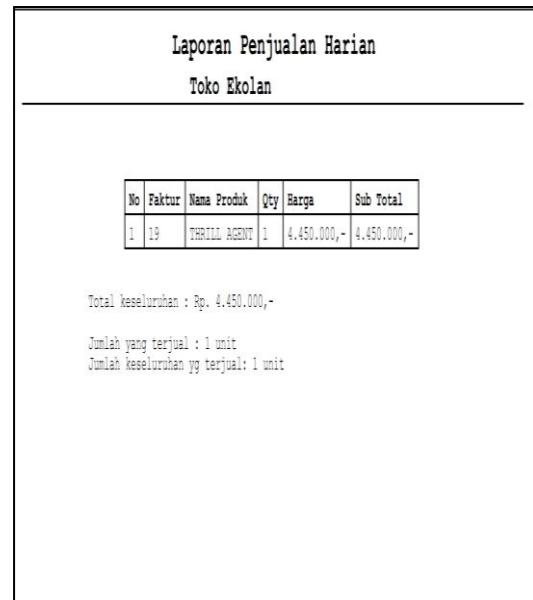 Laporan Penjualan Harian
Toko Ekolan
No Faktur Nama Produk Qty Harga Sub Total
1 19 THRILL AGENT 1 4.450.000,- 4.450.000,-
Total keseluruhan : Rp. 4.450.000,-
Jumlah yang terjual : 1 unit
Jumlah keseluruhan yg terjual: 1 unit